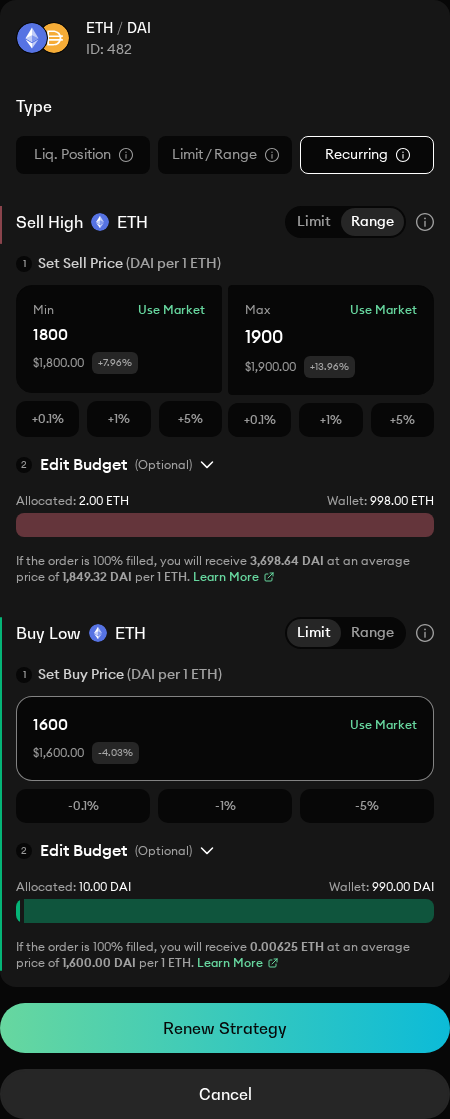 ETH / DAI
ID: 482
Type
Liq. Position
Limit / Range
Recurring
Sell High ETH
Limit Range
1 Set Sell Price (DAI per 1 ETH)
Min Use Market
1800
$1,800.00 +7.96%
Max Use Market
1900
$1,900.00 +13.96%
+0.1% +1% +5%
+0.1% +1% +5%
2 Edit Budget (Optional)
Allocated: 2.00 ETH Wallet: 998.00 ETH
If the order is 100% filled, you will receive 3,698.64 DAI at an average
price of 1,849.32 DAI per 1 ETH. Learn More
Buy Low ETH
Limit Range
1 Set Buy Price (DAI per 1 ETH)
1600 Use Market
$1,600.00 -4.03%
-0.1% -1% -5%
2 Edit Budget (Optional)
Allocated: 10.00 DAI Wallet: 990.00 DAI
If the order is 100% filled, you will receive 0.00625 ETH at an average
price of 1,600.00 DAI per 1 ETH. Learn More
Renew Strategy
Cancel